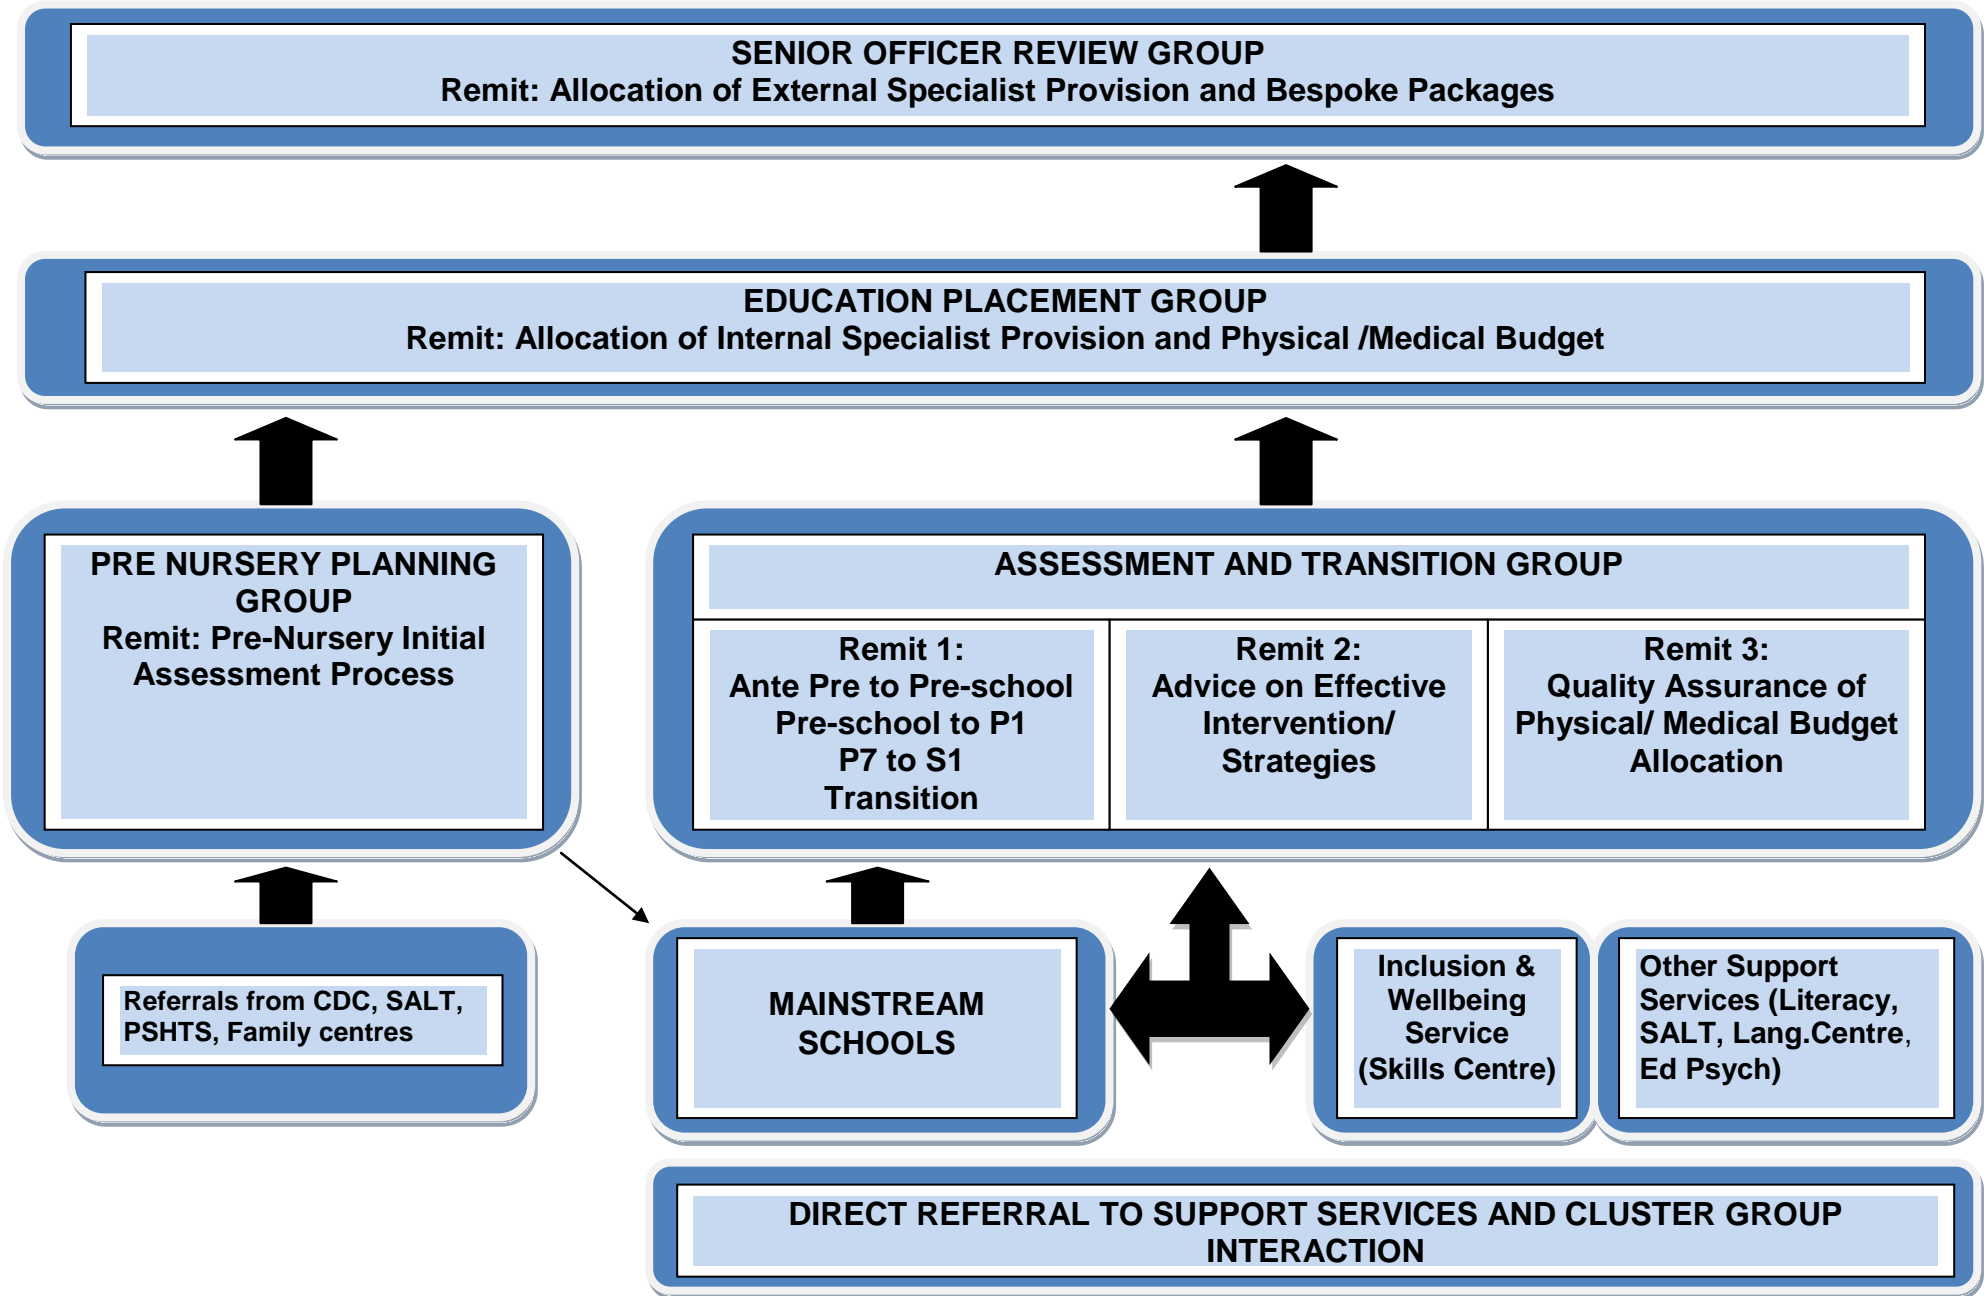 SENIOR OFFICER REVIEW GROUP
Remit: Allocation of External Specialist Provision and Bespoke Packages
EDUCATION PLACEMENT GROUP
Remit: Allocation of Internal Specialist Provision and Physical /Medical Budget
PRE NURSERY PLANNING
GROUP
Remit: Pre-Nursery Initial
Assessment Process
ASSESSMENT AND TRANSITION GROUP
Remit 1:
Ante Pre to Pre-school
Pre-school to P1
P7 to S1
Transition
Remit 2:
Advice on Effective
Intervention/
Strategies
Remit 3:
Quality Assurance of
Physical/ Medical Budget
Allocation
Referrals from CDC, SALT,
PSHTS, Family centres
MAINSTREAM
SCHOOLS
Inclusion &
Wellbeing
Service
(Skills Centre)
Other Support
Services (Literacy,
SALT, Lang.Centre,
Ed Psych)
DIRECT REFERRAL TO SUPPORT SERVICES AND CLUSTER GROUP
INTERACTION